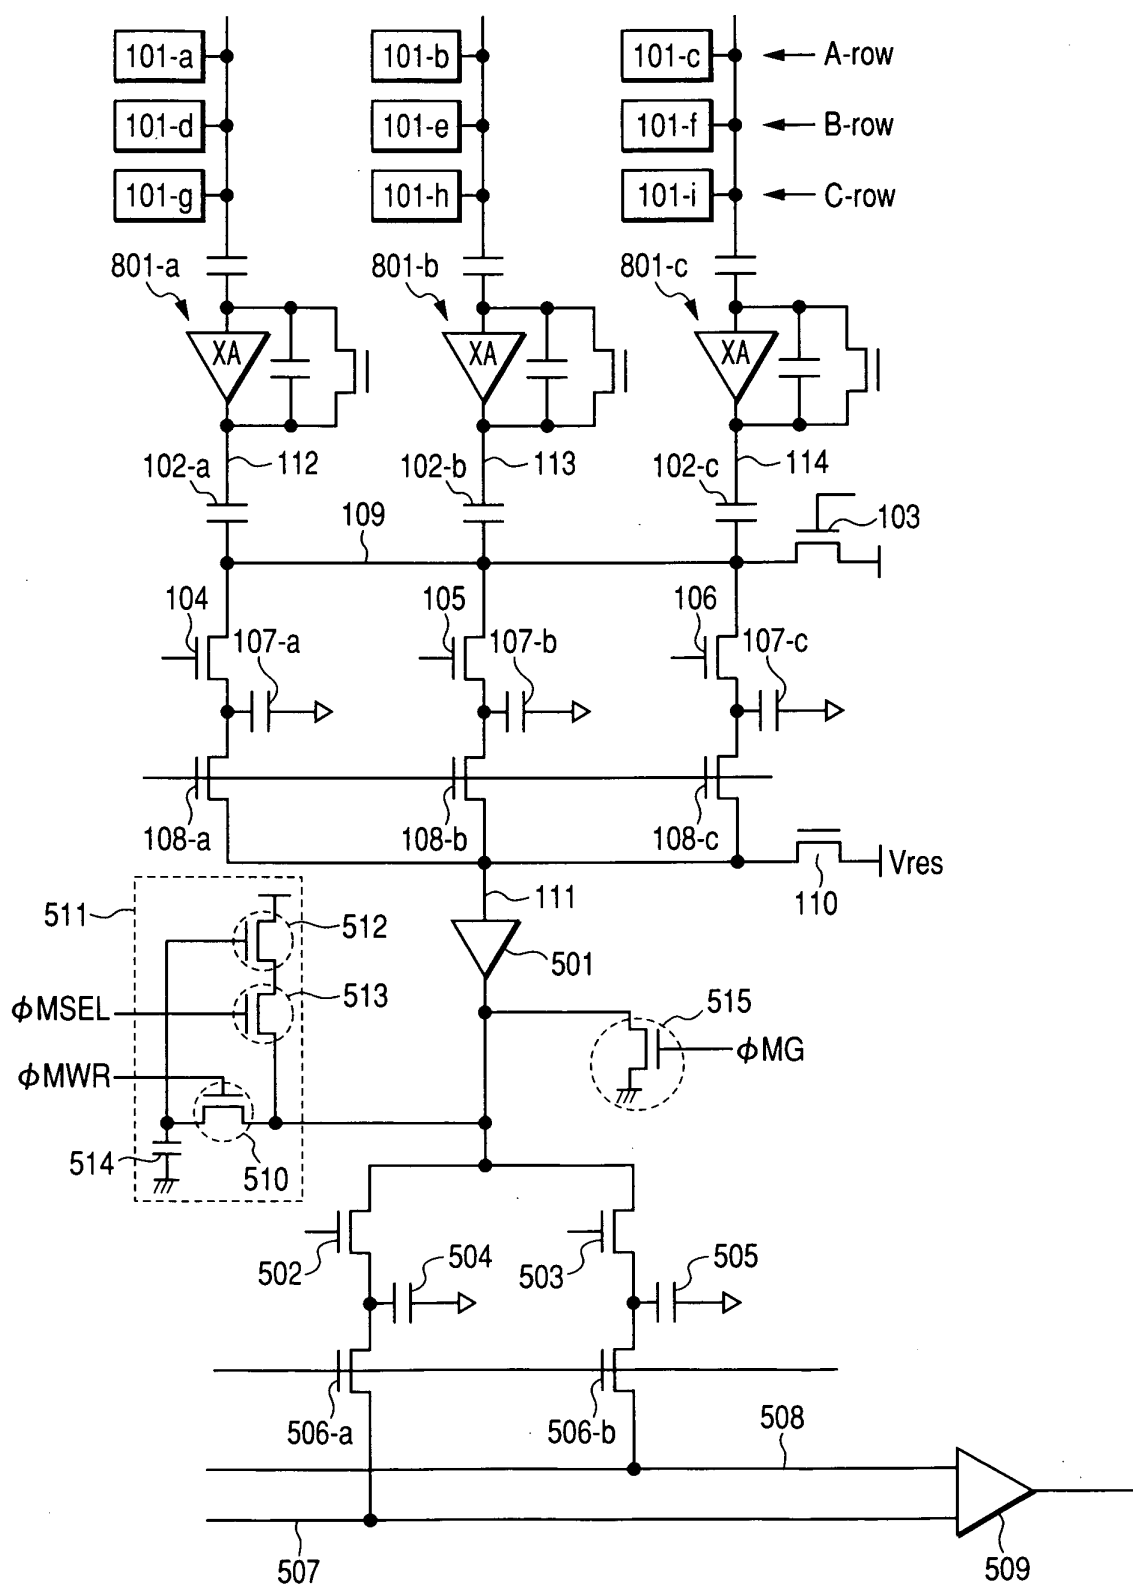 101-a 101-b 101-c A-row
101-d 101-e 101-f B-row
101-g 101-h 101-i C-row
801-a 801-b 801-c
XA XA XA
102-a 112 102-b 113 102-c 114
109 103
104 105 106
107-a 107-b 107-c
108-a 108-b 108-c
Vres
511 111 110
512
501
513 515
φMSEL
φMG
φMWR
514 510
502 504 503 505
506-a 506-b 508
507 509